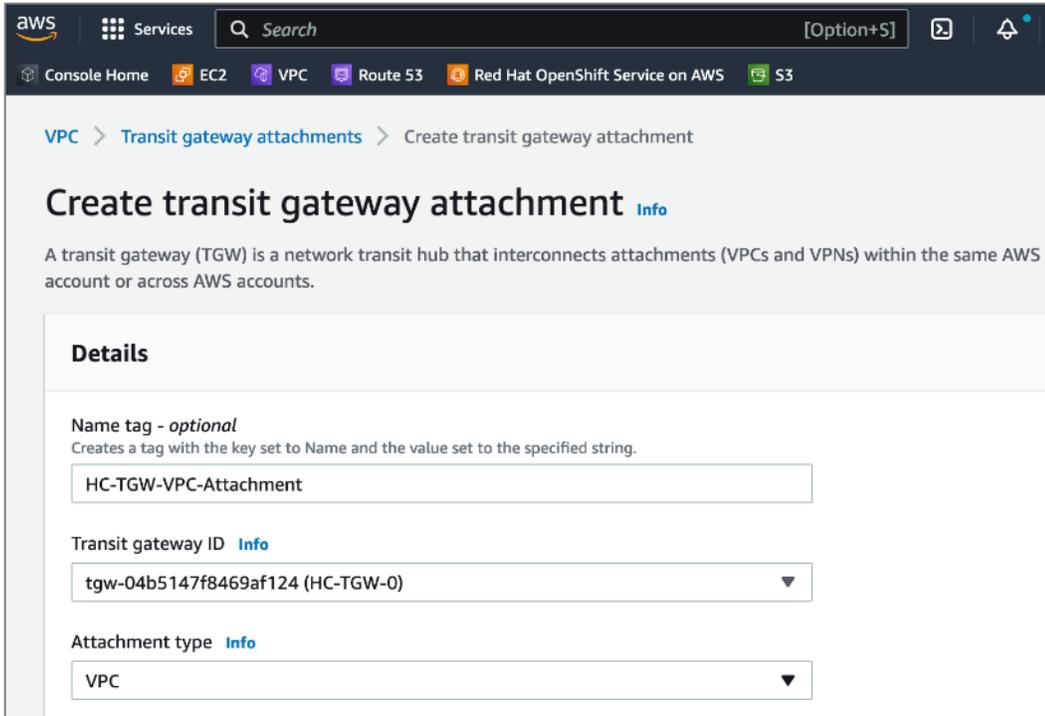 aws
Services
Search
[Option+S]
Console Home
EC2
VPC
Route 53
Red Hat OpenShift Service on AWS
S3
VPC > Transit gateway attachments > Create transit gateway attachment
Create transit gateway attachment Info
A transit gateway (TGW) is a network transit hub that interconnects attachments (VPCs and VPNs) within the same AWS
account or across AWS accounts.
Details
Name tag - optional
Creates a tag with the key set to Name and the value set to the specified string.
HC-TGW-VPC-Attachment
Transit gateway ID Info
tgw-04b5147f8469af124 (HC-TGW-0)
Attachment type Info
VPC